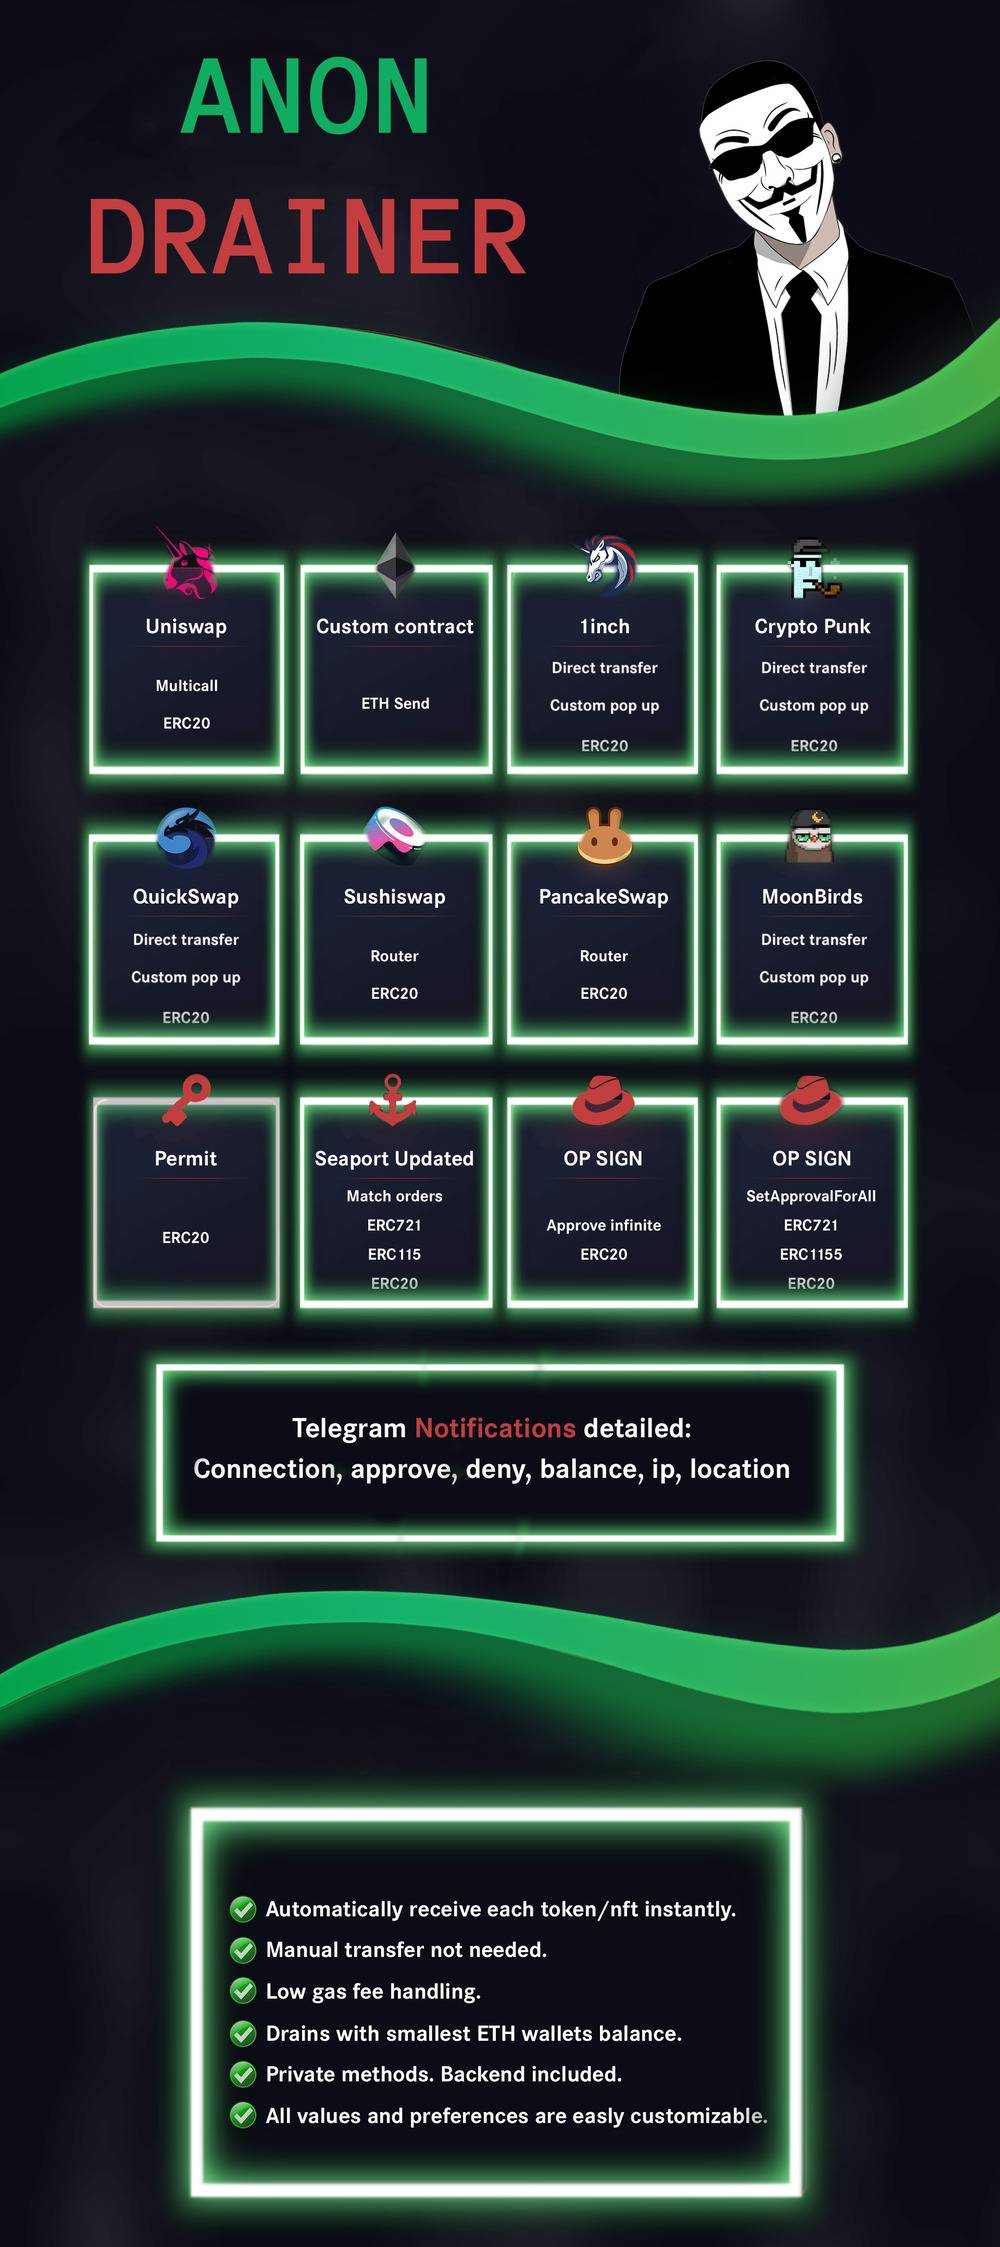 ANON
DRAINER
Uniswap
Multicall
ERC20
Custom contract
ETH Send
1inch
Direct transfer
Custom pop up
ERC20
Crypto Punk
Direct transfer
Custom pop up
ERC20
QuickSwap
Direct transfer
Custom pop up
ERC20
Sushiswap
Router
ERC20
PancakeSwap
Router
ERC20
MoonBirds
Direct transfer
Custom pop up
ERC20
Permit
ERC20
Seaport Updated
Match orders
ERC721
ERC115
ERC20
OP SIGN
Approve infinite
ERC20
OP SIGN
SetApprovalForAll
ERC721
ERC1155
ERC20
Telegram Notifications detailed:
Connection, approve, deny, balance, ip, location
Automatically receive each token/nft instantly.
Manual transfer not needed.
Low gas fee handling.
Drains with smallest ETH wallets balance.
Private methods. Backend included.
All values and preferences are easly customizable.